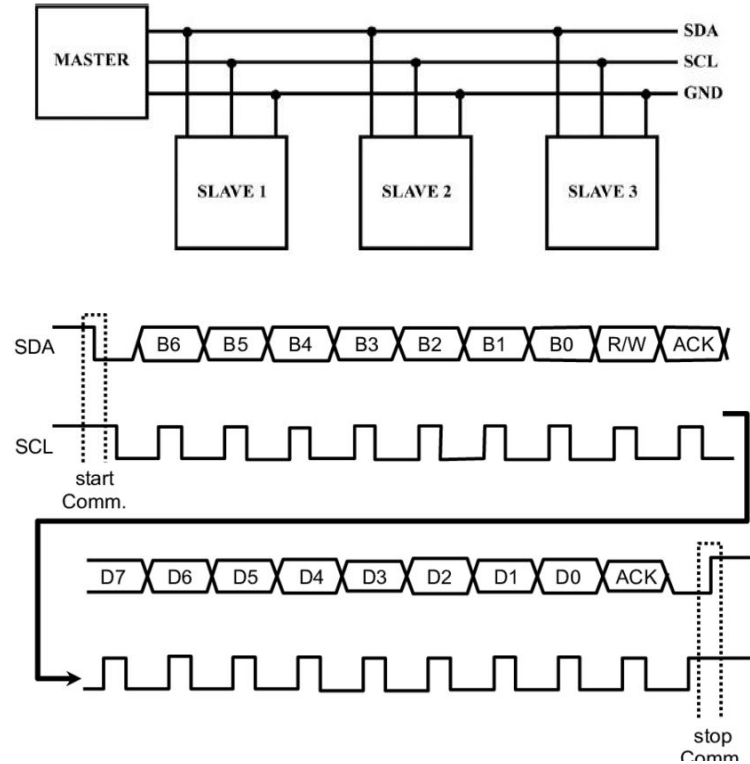 MASTER
SDA
SCL
GND
SLAVE 1
SLAVE 2
SLAVE 3
SDA
B6 B5 B4 B3 B2 B1 B0 R/W ACK
SCL
start
Comm.
D7 D6 D5 D4 D3 D2 D1 D0 ACK
stop
Comm